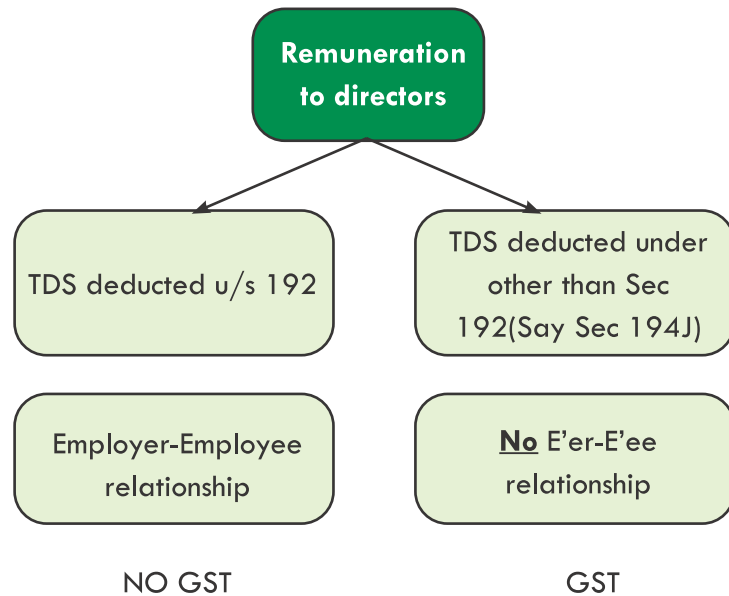 Remuneration
to directors
TDS deducted u/s 192
TDS deducted under
other than Sec
192(Say Sec 194J)
Employer-Employee
relationship
No E'er-E'ee
relationship
NO GST
GST